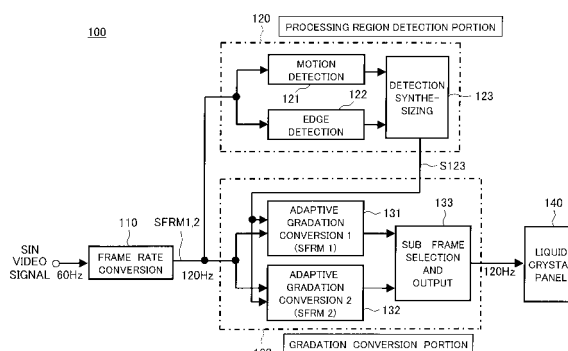 100
120
PROCESSING REGION DETECTION PORTION
MOTION
DETECTION
121
122
EDGE
DETECTION
DETECTION
SYNTHE-
SIZING
123
S123
SFRM1,2
110
SIN
VIDEO
SIGNAL
60Hz
FRAME RATE
CONVERSION
120Hz
ADAPTIVE
GRADATION
CONVERSION 1
(SFRM 1)
131
ADAPTIVE
GRADATION
CONVERSION 2
(SFRM 2)
132
133
SUB FRAME
SELECTION
AND
OUTPUT
120Hz
140
LIQUID
CRYSTAL
PANEL
GRADATION CONVERSION PORTION